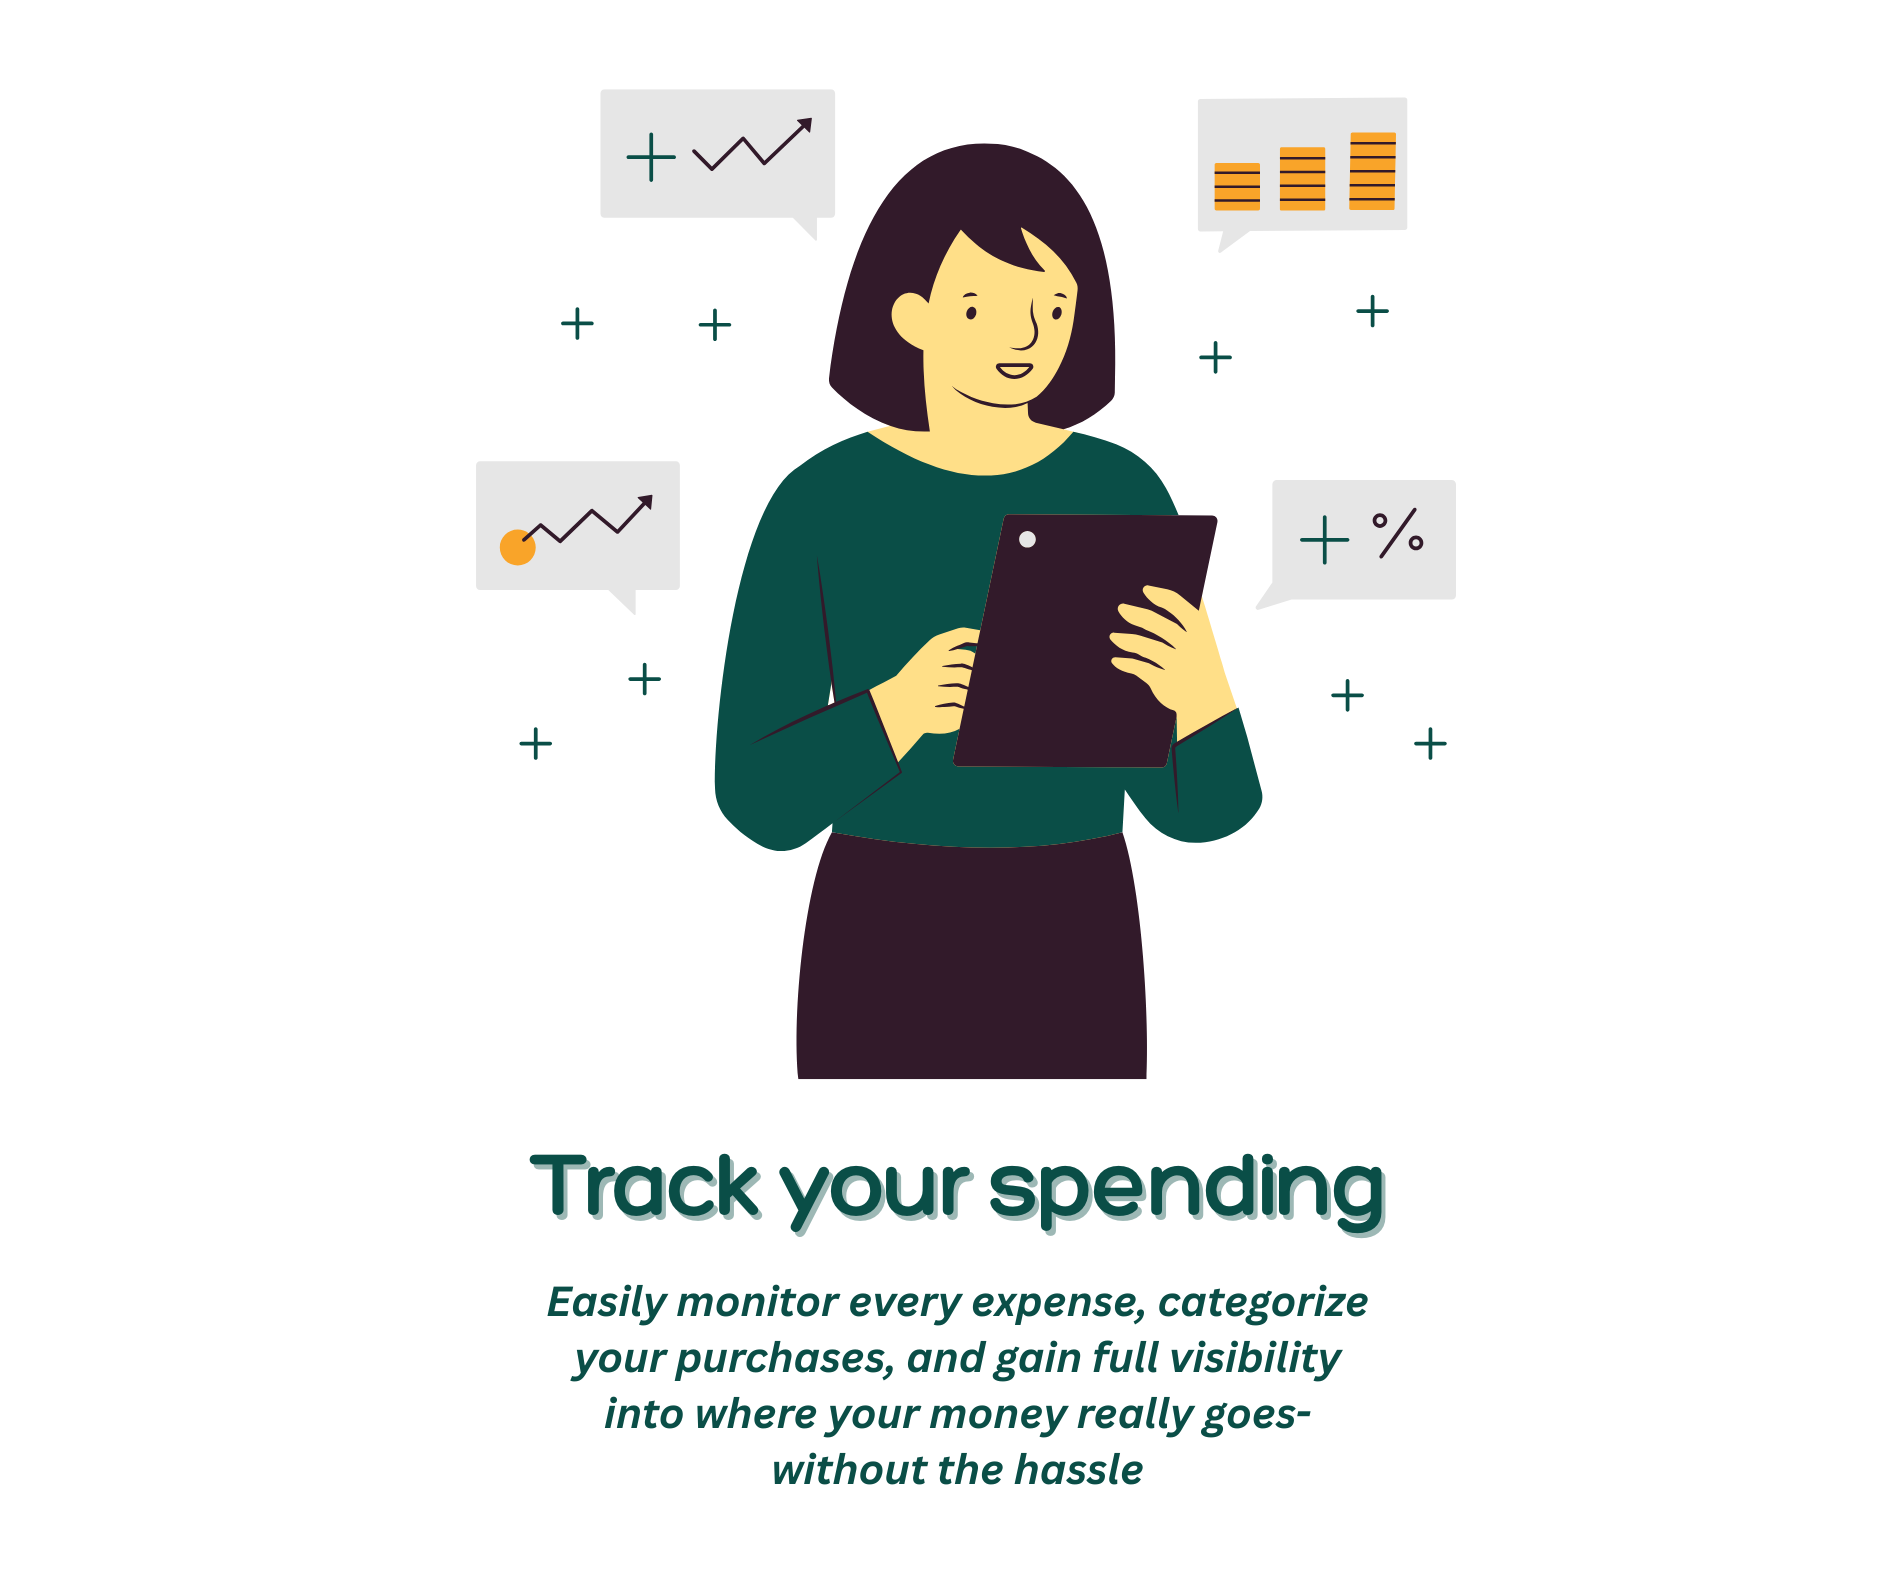 +
+ %
Track your spending
Easily monitor every expense, categorize
your purchases, and gain full visibility
into where your money really goes-
without the hassle